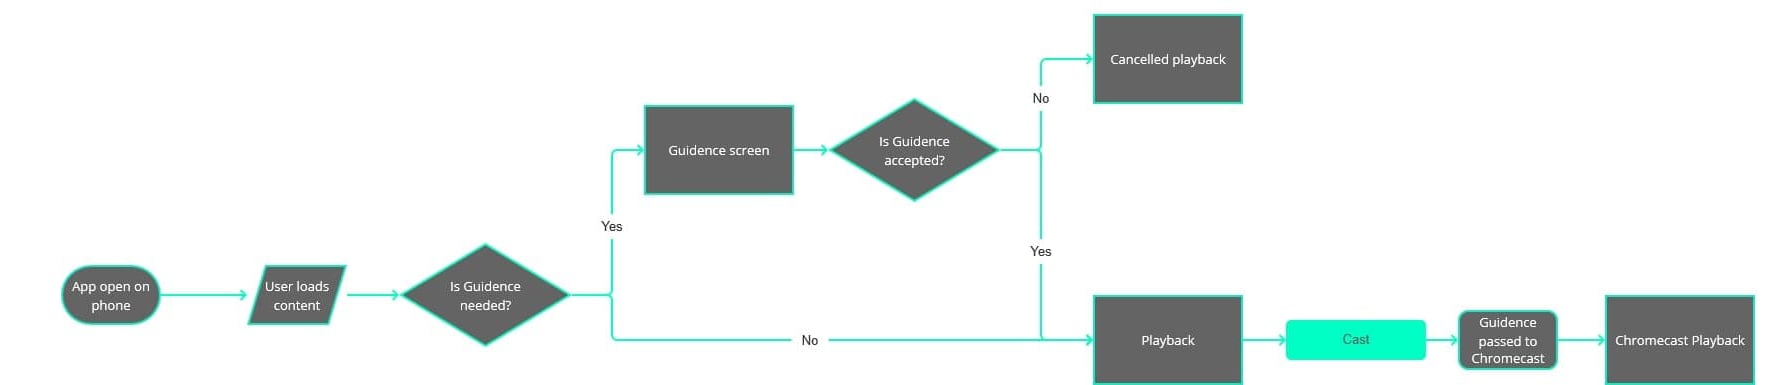 App open on
phone
User loads
content
Is Guidence
needed?
Yes
No
Guidence screen
Is Guidence
accepted?
No
Yes
Cancelled playback
Playback
Cast
Guidence
passed to
Chromecast
Chromecast Playback